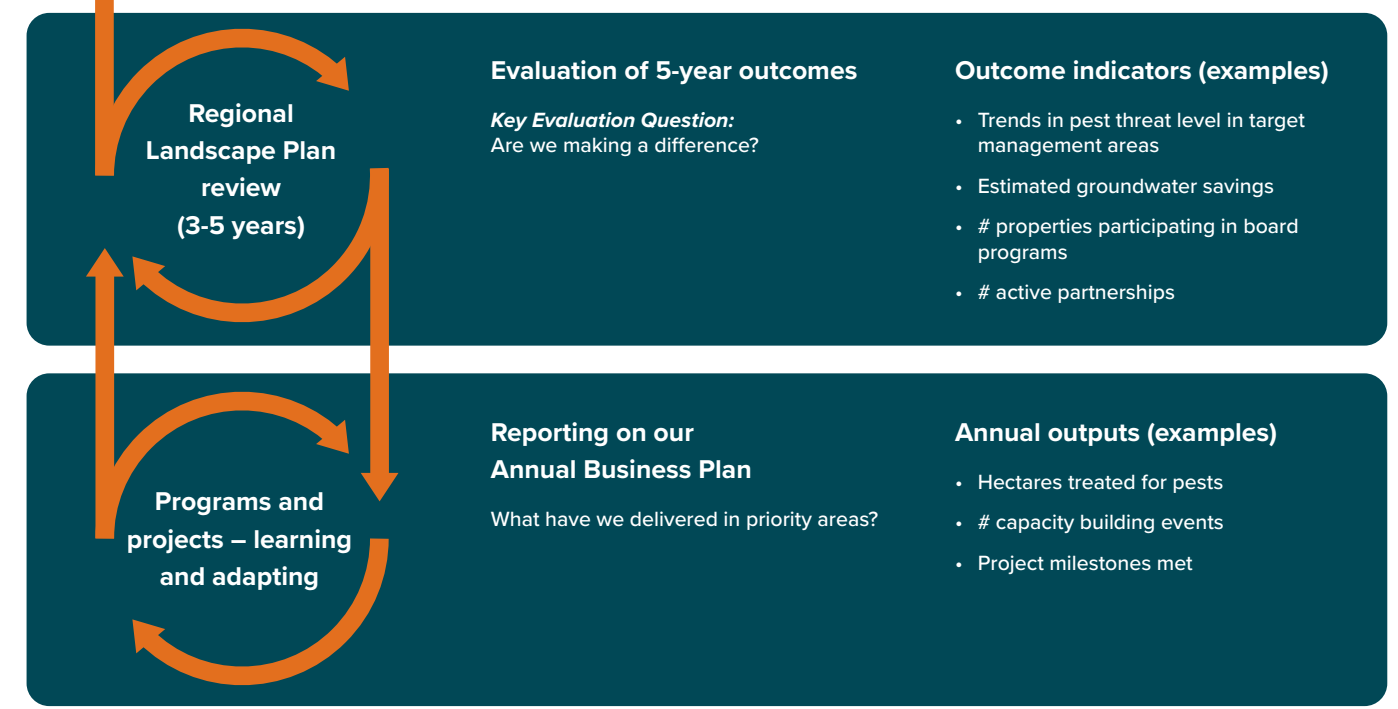 Regional
Landscape Plan
review
(3-5 years)
Evaluation of 5-year outcomes
Key Evaluation Question:
Are we making a difference?
Outcome indicators (examples)
• Trends in pest threat level in target
management areas
• Estimated groundwater savings
• # properties participating in board
programs
• # active partnerships
Programs and
projects – learning
and adapting
Reporting on our
Annual Business Plan
What have we delivered in priority areas?
Annual outputs (examples)
• Hectares treated for pests
• # capacity building events
• Project milestones met